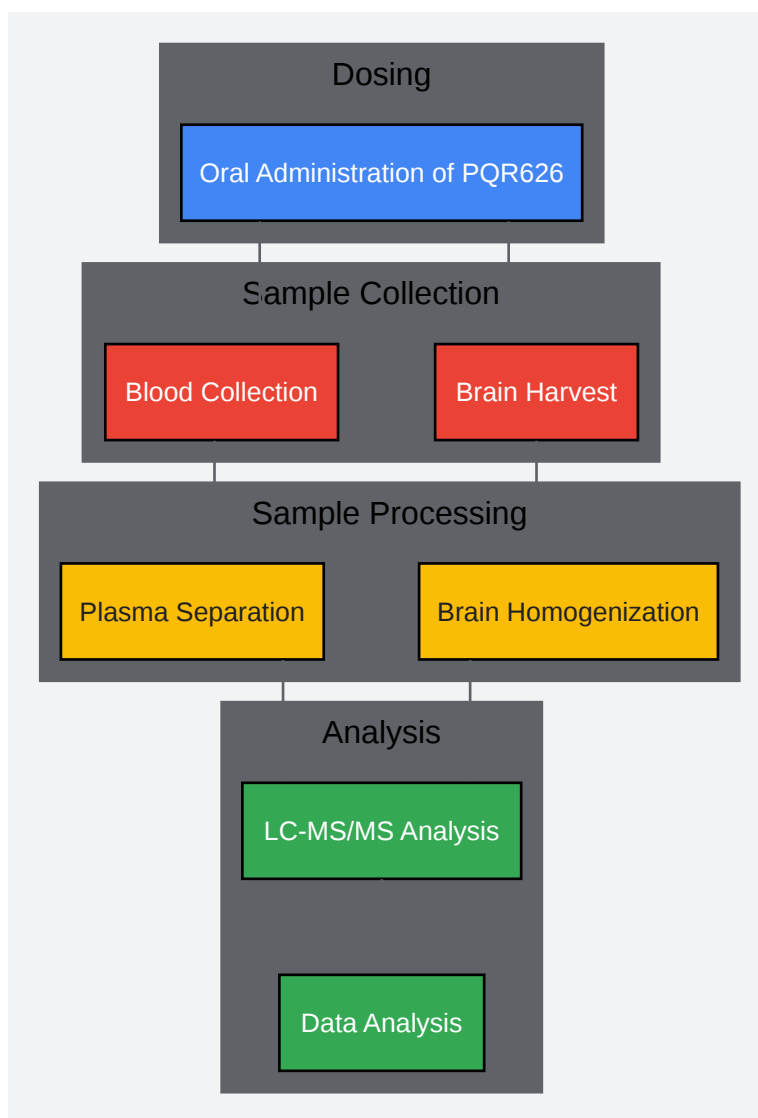 Dosing
Oral Administration of PQR626
Sample Collection
Blood Collection
Brain Harvest
Sample Processing
Plasma Separation
Brain Homogenization
Analysis
LC-MS/MS Analysis
Data Analysis